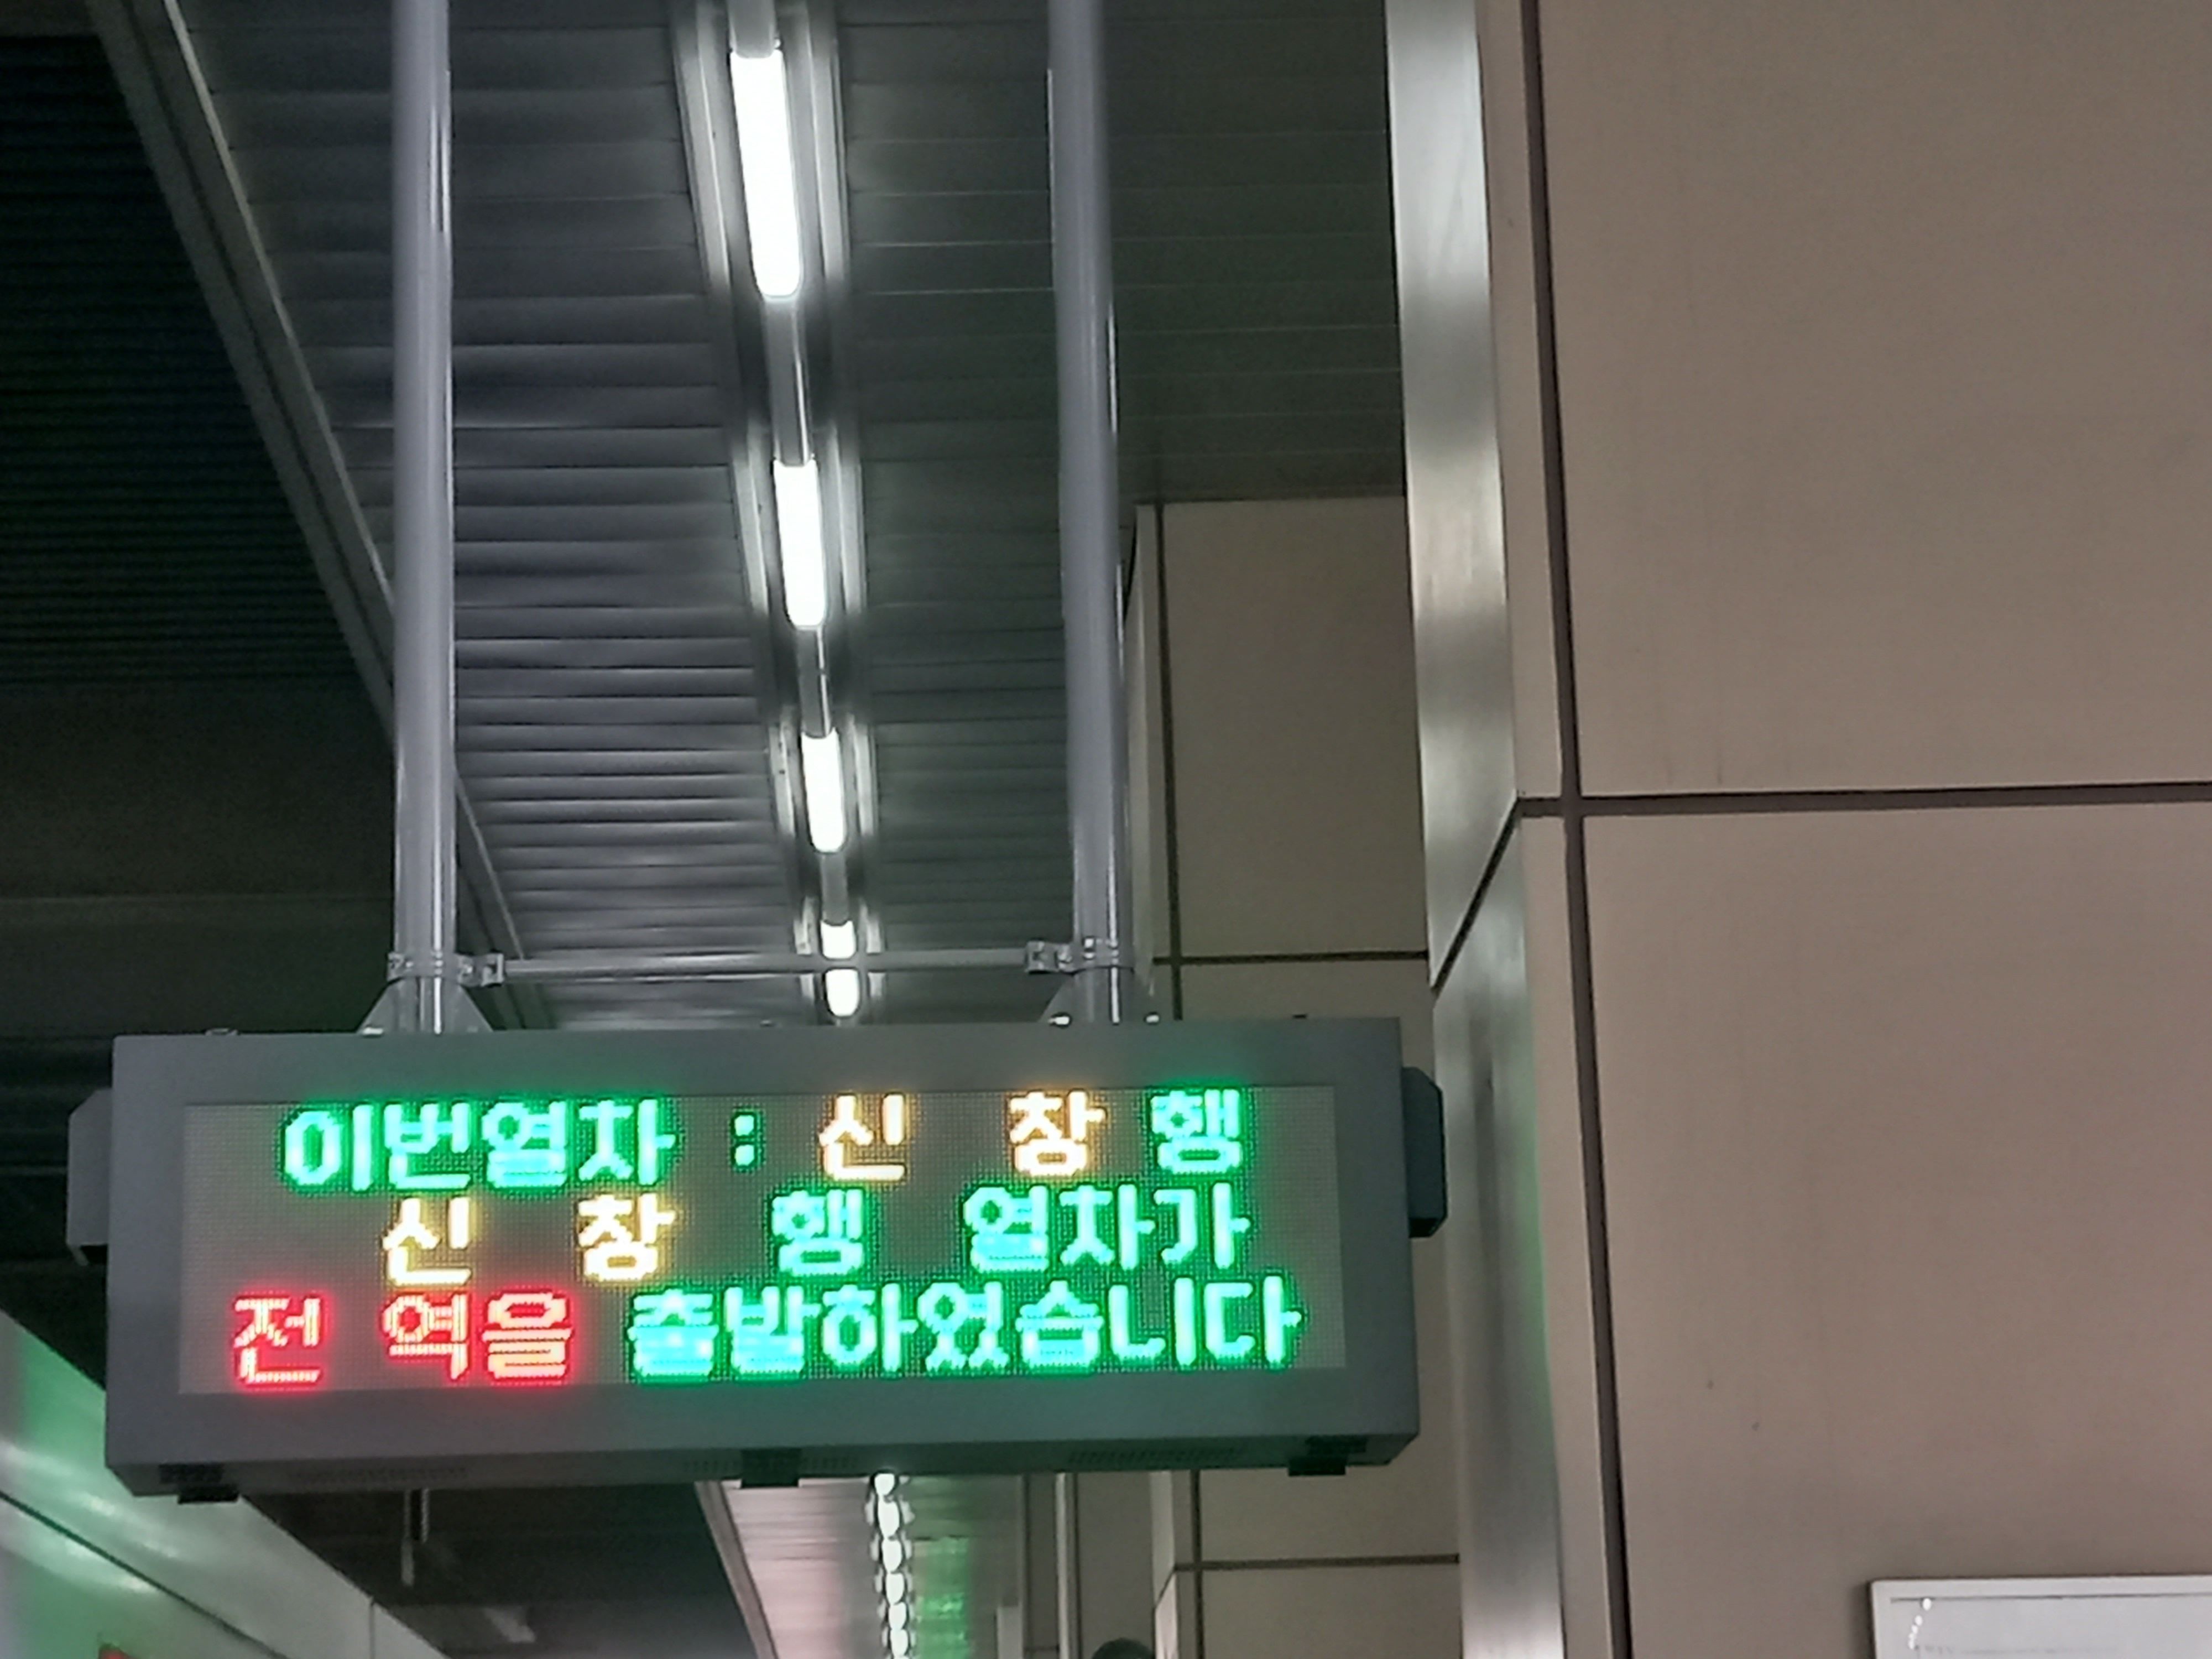 이번열차 : 신 창 행
신 창 행 열차가
전 역을 출발하였습니다